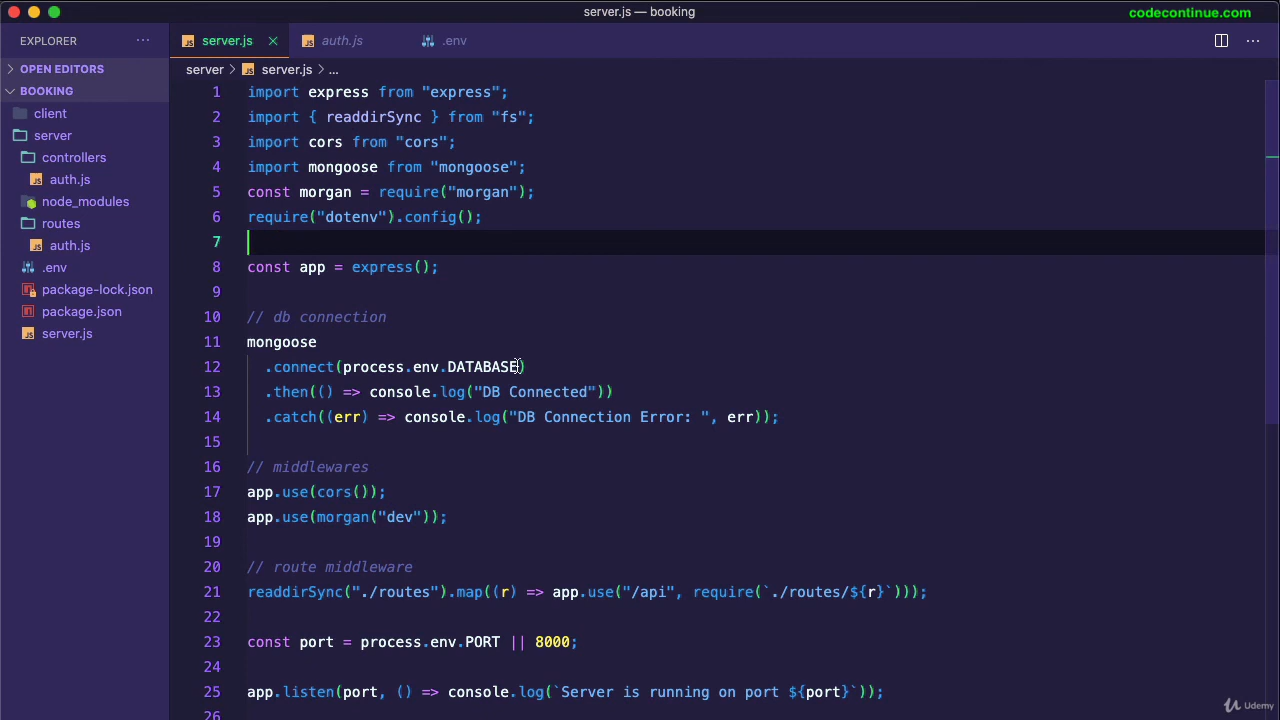 server.js — booking
codecontinue.com
EXPLORER ...
server.js × auth.js .env ...
OPEN EDITORS
server > server.js > ...
BOOKING
client
server
controllers
auth.js
node_modules
routes
auth.js
.env
package-lock.json
package.json
server.js
1 import express from "express";
2 import { readdirSync } from "fs";
3 import cors from "cors";
4 import mongoose from "mongoose";
5 const morgan = require("morgan");
6 require("dotenv").config();
7
8 const app = express();
9
10 // db connection
11 mongoose
12 .connect(process.env.DATABASE)
13 .then(() => console.log("DB Connected"))
14 .catch((err) => console.log("DB Connection Error: ", err));
15
16 // middlewares
17 app.use(cors());
18 app.use(morgan("dev"));
19
20 // route middleware
21 readdirSync("./routes").map((r) => app.use("/api", require(`./routes/${r}`)));
22
23 const port = process.env.PORT || 8000;
24
25 app.listen(port, () => console.log(`Server is running on port ${port}`));
26
Udemy